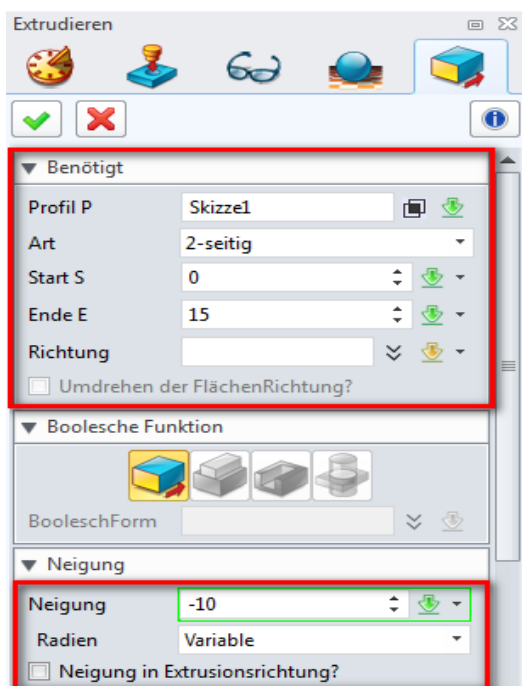 Extrudieren
Benötigt
Profil P Skizze1
Art 2-seitig
Start S 0
Ende E 15
Richtung
Umdrehen der FlächenRichtung?
Boolesche Funktion
BooleschForm
Neigung
Neigung -10
Radien Variable
Neigung in Extrusionsrichtung?